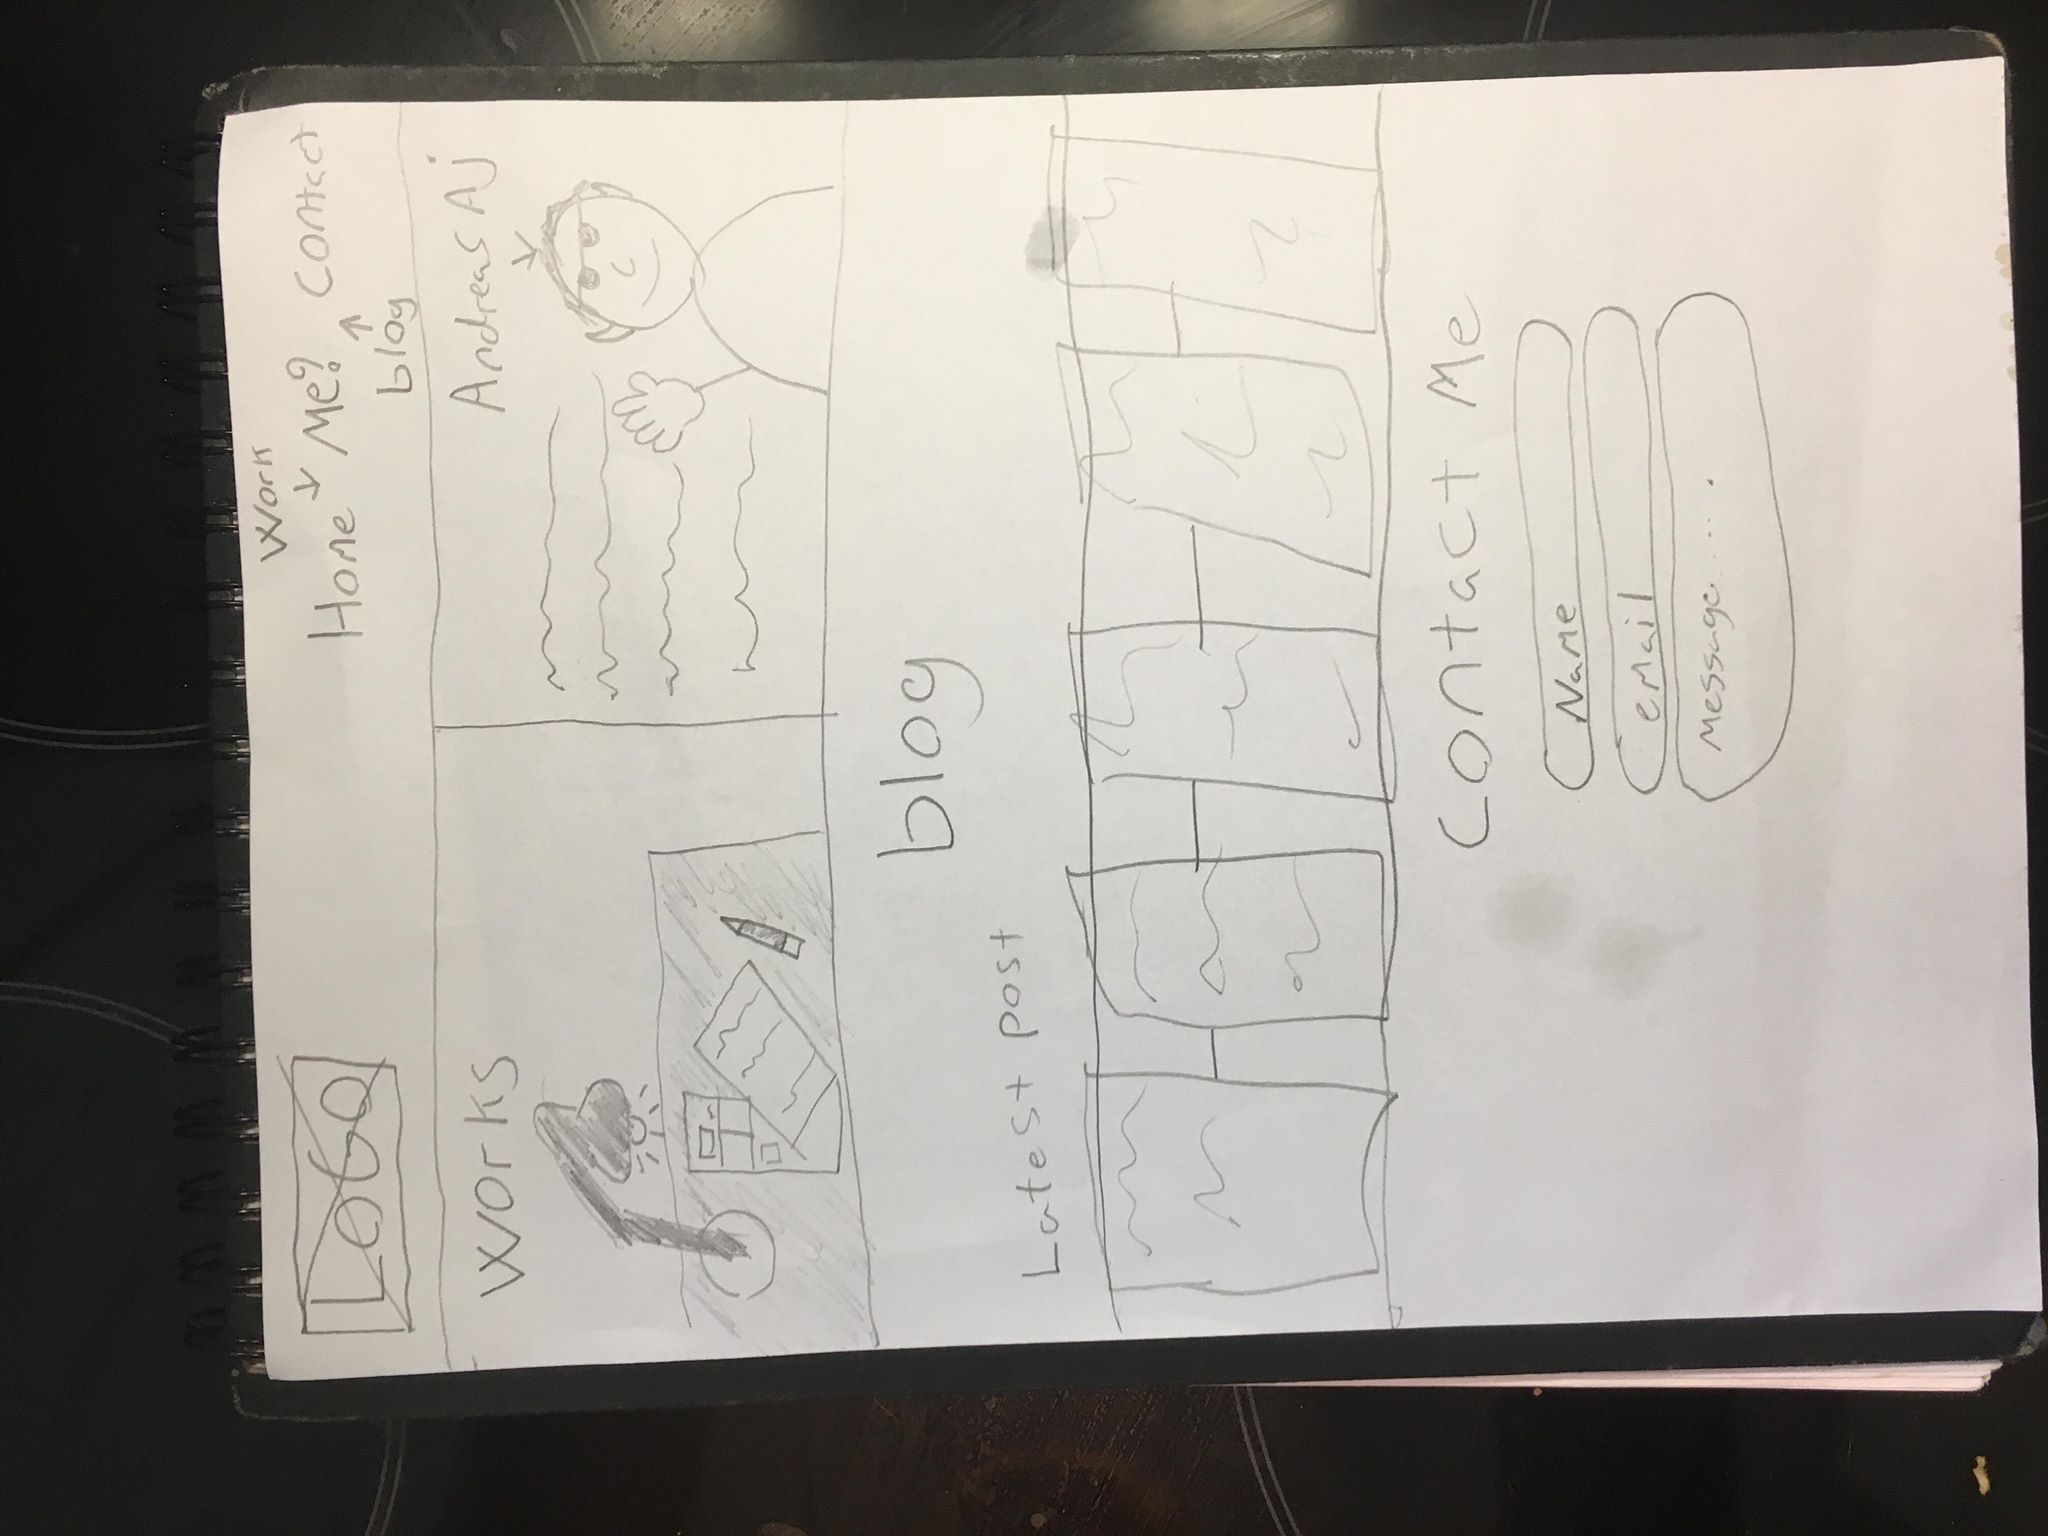 LOGO
Work
Home Me? Contact
blog
Works
Andreas Aj
blog
Latest post
Contact Me
Name
email
Message.....